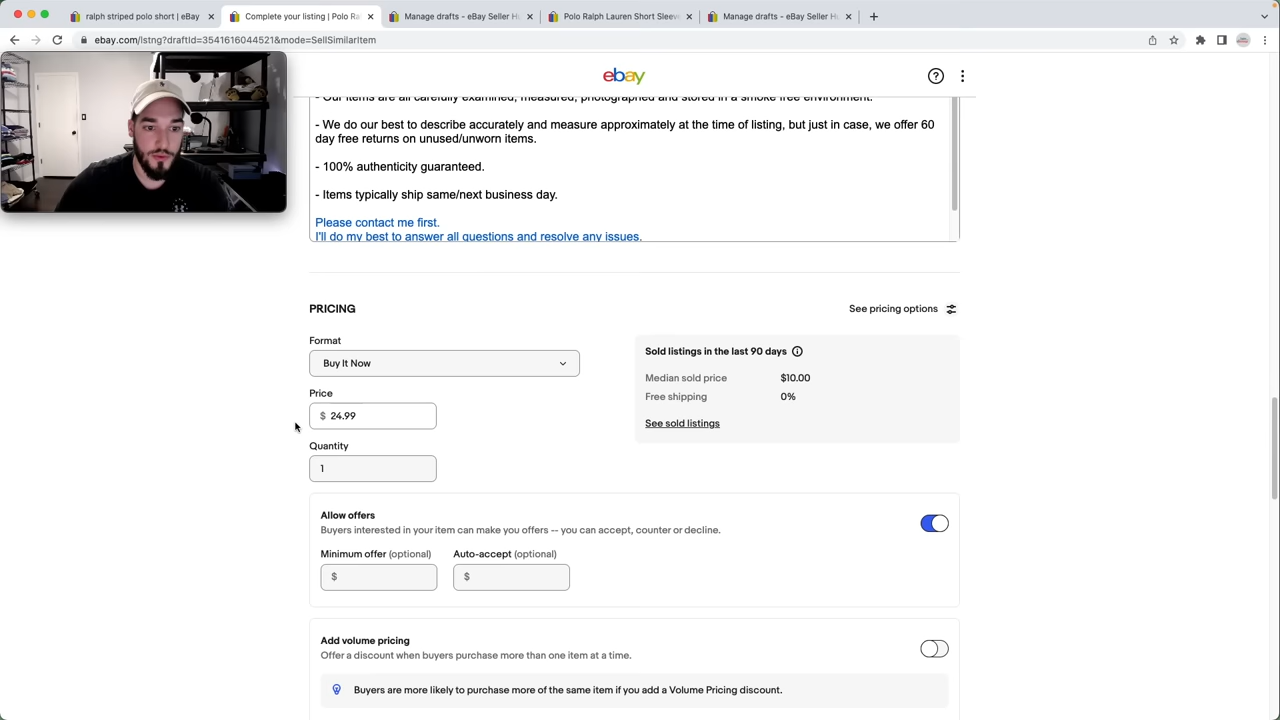 ralph striped polo short | eBay
Complete your listing | Polo Ra
Manage drafts - eBay Seller H
Polo Ralph Lauren Short Sleev
Manage drafts - eBay Seller H
ebay.com/lstng?draftId=3541616044521&mode=SellSimilarItem
ebay
- Our items are all carefully examined, measured, photographed and stored in a smoke free environment.
- We do our best to describe accurately and measure approximately at the time of listing, but just in case, we offer 60
day free returns on unused/unworn items.
- 100% authenticity guaranteed.
- Items typically ship same/next business day.
Please contact me first.
I'll do my best to answer all questions and resolve any issues.
PRICING
See pricing options
Format
Buy It Now
Sold listings in the last 90 days
Median sold price $10.00
Free shipping 0%
See sold listings
Price
$ 24.99
Quantity
1
Allow offers
Buyers interested in your item can make you offers -- you can accept, counter or decline.
Minimum offer (optional) Auto-accept (optional)
$ $
Add volume pricing
Offer a discount when buyers purchase more than one item at a time.
Buyers are more likely to purchase more of the same item if you add a Volume Pricing discount.